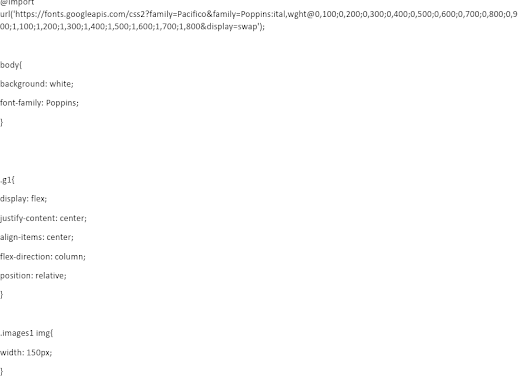 @import
url('https://fonts.googleapis.com/css2?family=Pacifico&family=Poppins:ital,wght@0,100;0,200;0,300;0,400;0,500;0,600;0,700;0,800;0,9
00;1,100;1,200;1,300;1,400;1,500;1,600;1,700;1,800&display=swap');
body{
background: white;
font-family: Poppins;
}
.g1{
display: flex;
justify-content: center;
align-items: center;
flex-direction: column;
position: relative;
}
.images1 img{
width: 150px;
}